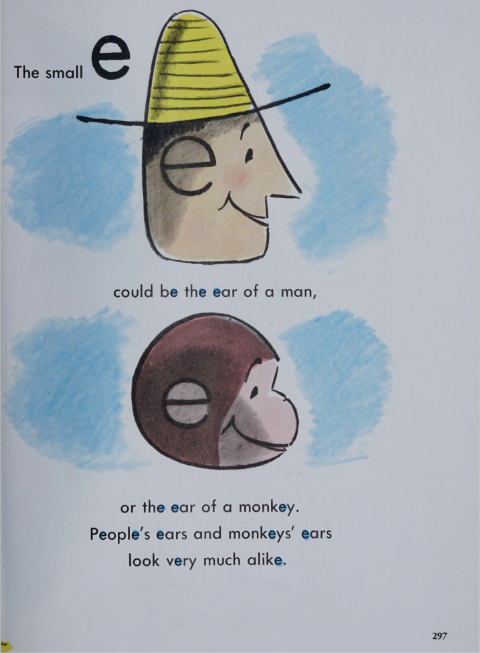 The small e
could be the ear of a man,
or the ear of a monkey.
People's ears and monkeys' ears
look very much alike.
297